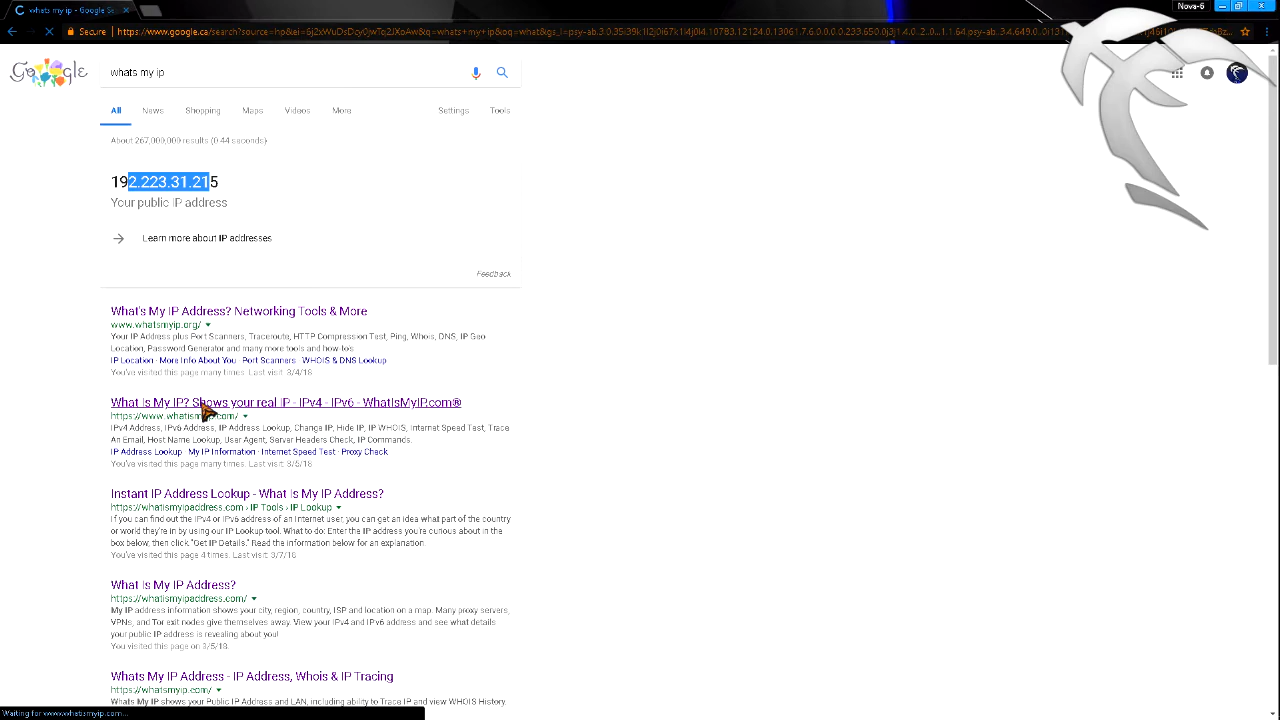 whats my ip - Google Se
Nova-6
Secure
Google
whats my ip
All News Shopping Maps Videos More Settings Tools
About 267,000,000 results (0.44 seconds)
192.223.31.215
Your public IP address
Learn more about IP addresses
Feedback
What's My IP Address? Networking Tools & More
www.whatsmyip.org/
Your IP Address plus Port Scanners, Traceroute, HTTP Compression Test, Ping, Whois, DNS, IP Geo
Location, Password Generator and many more tools and how-to's
IP Location · More Info About You · Port Scanners · WHOIS & DNS Lookup
You've visited this page many times. Last visit: 3/4/18
What Is My IP? Shows your real IP - IPv4 - IPv6 - WhatIsMyIP.com®
https://www.whatismyip.com/
IPv4 Address, IPv6 Address, IP Address Lookup, Change IP, Hide IP, IP WHOIS, Internet Speed Test, Trace
An Email, Host Name Lookup, User Agent, Server Headers Check, IP Commands.
IP Address Lookup · My IP Information · Internet Speed Test · Proxy Check
You've visited this page many times. Last visit: 3/5/18
Instant IP Address Lookup - What Is My IP Address?
https://whatismyipaddress.com › IP Tools › IP Lookup
If you can find out the IPv4 or IPv6 address of an Internet user, you can get an idea what part of the country
or world they're in by using our IP Lookup tool. What to do: Enter the IP address you're curious about in the
box below, then click "Get IP Details." Read the information below for an explanation.
You've visited this page 4 times. Last visit: 3/7/18
What Is My IP Address?
https://whatismyipaddress.com/
My IP address information shows your city, region, country, ISP and location on a map. Many proxy servers,
VPNs, and Tor exit nodes give themselves away. View your IPv4 and IPv6 address and see what details
your public IP address is revealing about you!
You visited this page on 3/5/18.
Whats My IP Address - IP Address, Whois & IP Tracing
https://whatsmyip.com/
Whats My IP shows your Public IP Address and LAN, including ability to Trace IP and view WHOIS History.
Waiting for www.whatismyip.com...